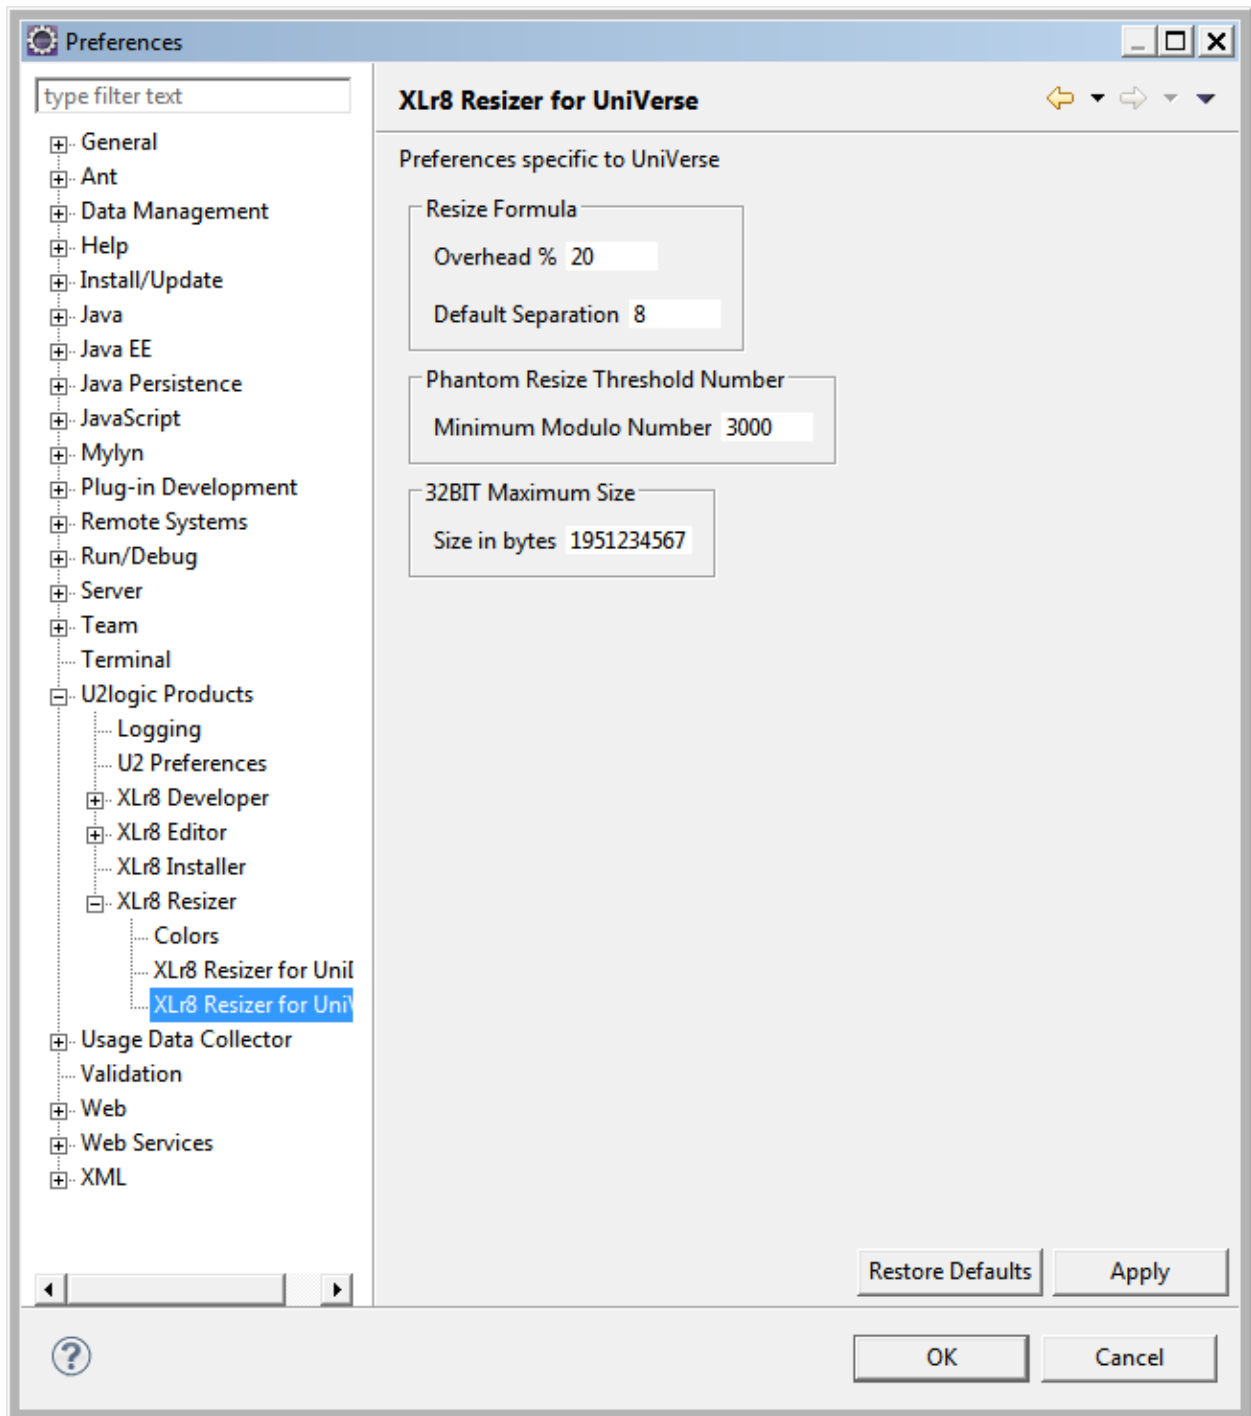 Preferences
type filter text
General
Ant
Data Management
Help
Install/Update
Java
Java EE
Java Persistence
JavaScript
Mylyn
Plug-in Development
Remote Systems
Run/Debug
Server
Team
Terminal
U2logic Products
Logging
U2 Preferences
XLr8 Developer
XLr8 Editor
XLr8 Installer
XLr8 Resizer
Colors
XLr8 Resizer for Uni
XLr8 Resizer for Uni
Usage Data Collector
Validation
Web
Web Services
XML
XLr8 Resizer for UniVerse
Preferences specific to UniVerse
Resize Formula
Overhead % 20
Default Separation 8
Phantom Resize Threshold Number
Minimum Modulo Number 3000
32BIT Maximum Size
Size in bytes 1951234567
Restore Defaults Apply
? OK Cancel